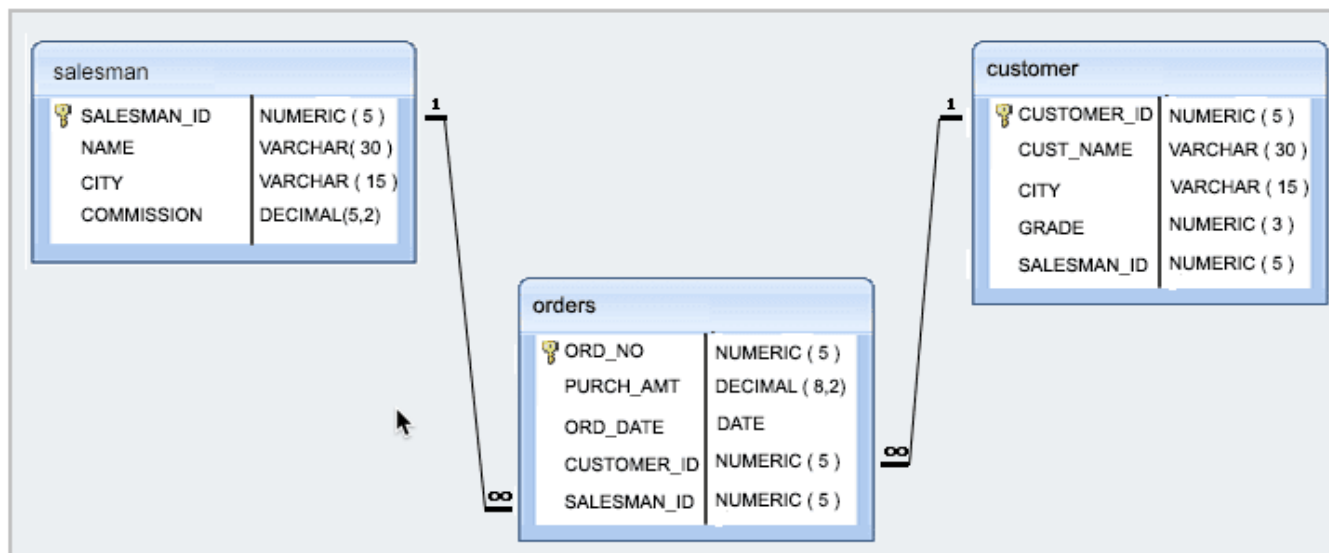 salesman
SALESMAN_ID NUMERIC ( 5 )
NAME VARCHAR( 30 )
CITY VARCHAR ( 15 )
COMMISSION DECIMAL(5,2)
1
1
customer
CUSTOMER_ID NUMERIC ( 5 )
CUST_NAME VARCHAR ( 30 )
CITY VARCHAR ( 15 )
GRADE NUMERIC ( 3 )
SALESMAN_ID NUMERIC ( 5 )
orders
ORD_NO NUMERIC ( 5 )
PURCH_AMT DECIMAL ( 8,2)
ORD_DATE DATE
CUSTOMER_ID NUMERIC ( 5 )
SALESMAN_ID NUMERIC ( 5 )
∞
∞